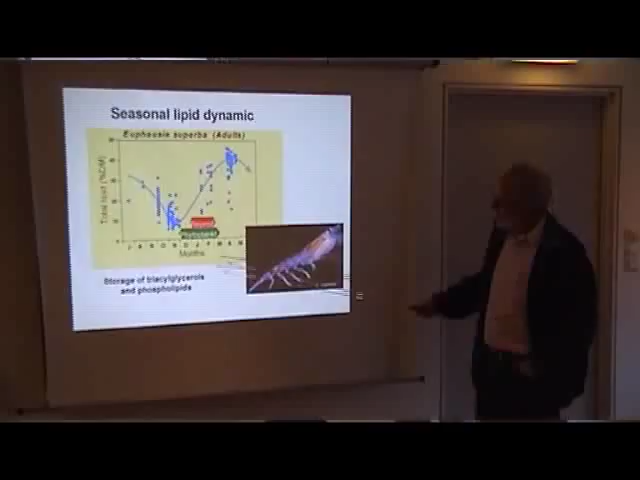 Seasonal lipid dynamic
Euphausia superba (Adults)
Total lipid (%DM)
J A S O N D J F M A M
Months
Storage of triacylglycerols
and phospholipids